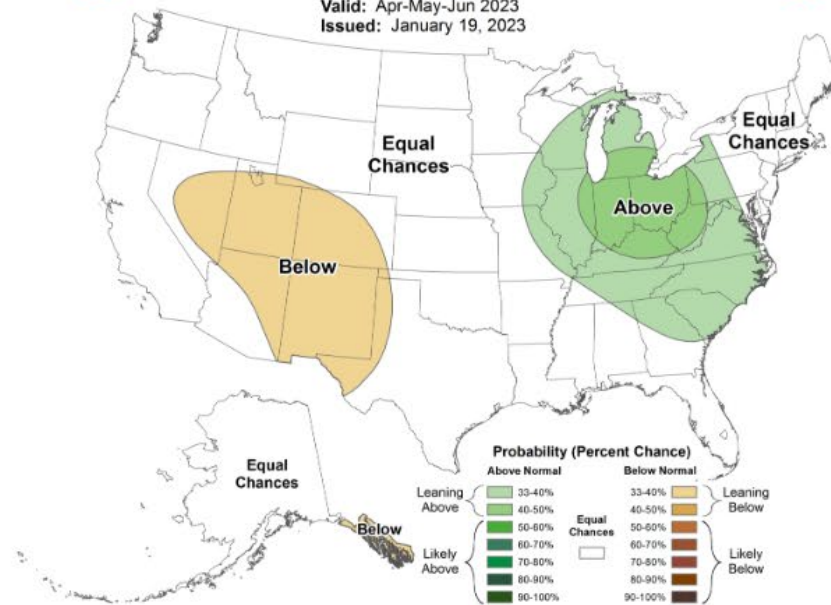 Valid: Apr-May-Jun 2023
Issued: January 19, 2023
Equal
Chances
Equal
Chances
Above
Below
Equal
Chances
Below
Probability (Percent Chance)
Above Normal
Below Normal
Leaning
Above
33-40%
40-50%
Likely
Above
50-60%
60-70%
70-80%
80-90%
90-100%
Equal
Chances
33-40%
40-50%
Leaning
Below
50-60%
60-70%
70-80%
80-90%
90-100%
Likely
Below